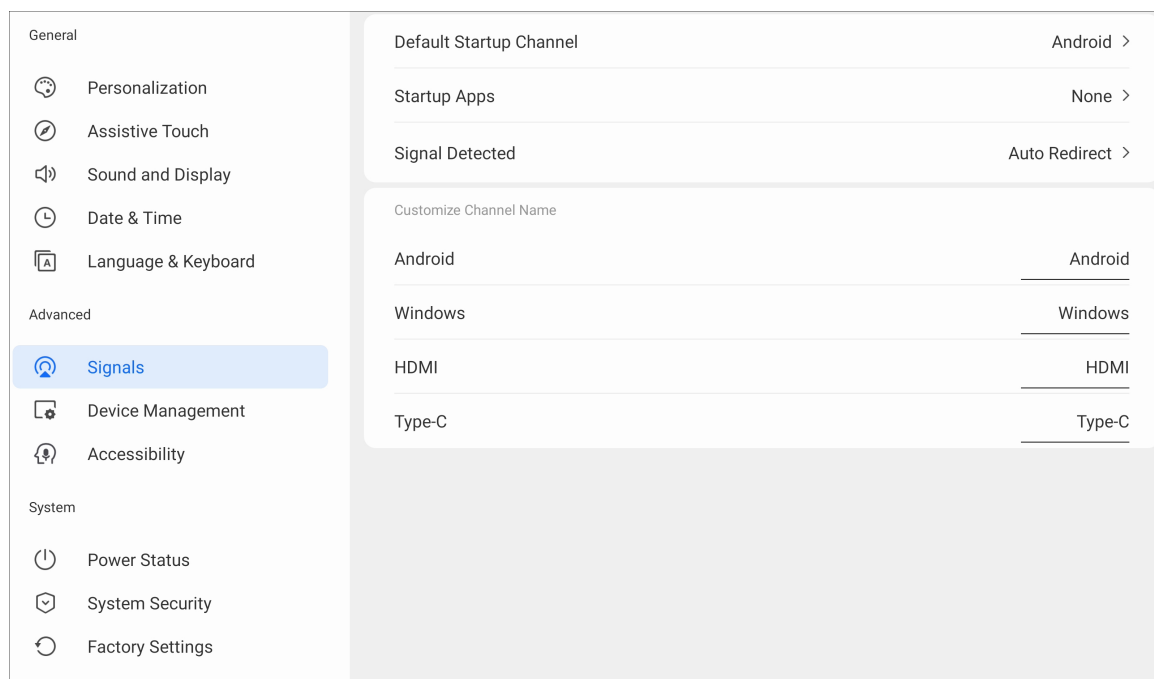 General
Personalization
Assistive Touch
Sound and Display
Date & Time
Language & Keyboard
Advanced
Signals
Device Management
Accessibility
System
Power Status
System Security
Factory Settings
Default Startup Channel Android
Startup Apps None
Signal Detected Auto Redirect
Customize Channel Name
Android Android
Windows Windows
HDMI HDMI
Type-C Type-C